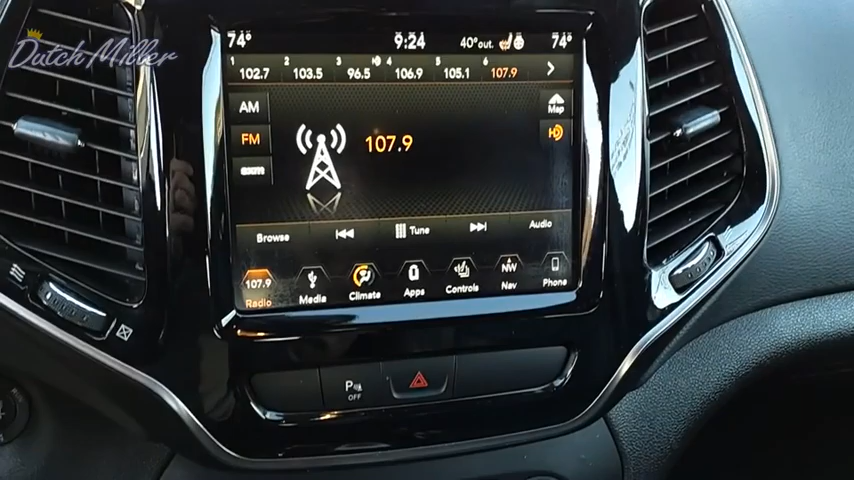 Dutch Miller
74° 9:24 40°out. 74°
1 2 3 4 5 6
102.7 103.5 96.5 106.9 105.1 107.9
AM
Map
FM
107.9
HD
Browse Tune Audio
107.9
NW
Radio Media Climate Apps Controls Nav Phone
P
OFF